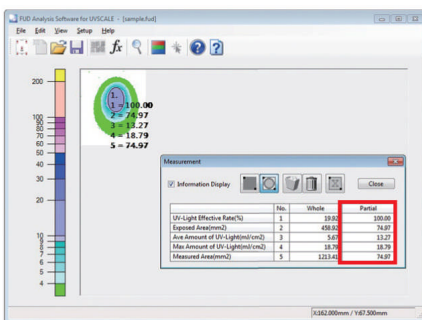 FUD Analysis Software for UVSCALE - [sample.fud]
File Edit View Setup Help
fx
200
100
90
80
70
60
50
40
30
20
10
9
8
7
6
5
4
1.
1 = 100.00
2 = 74.97
3 = 13.27
4 = 18.79
5 = 74.97
Measurement
Information Display
Close
No. Whole Partial
UV-Light Effective Rate(%) 1 19.92 100.00
Exposed Area(mm2) 2 458.92 74.97
Ave Amount of UV-Light(mJ/cm2) 3 5.87 13.27
Max Amount of UV-Light(mJ/cm2) 4 18.79 18.79
Measured Area(mm2) 5 1213.41 74.97
X:162.000mm / Y:67.500mm